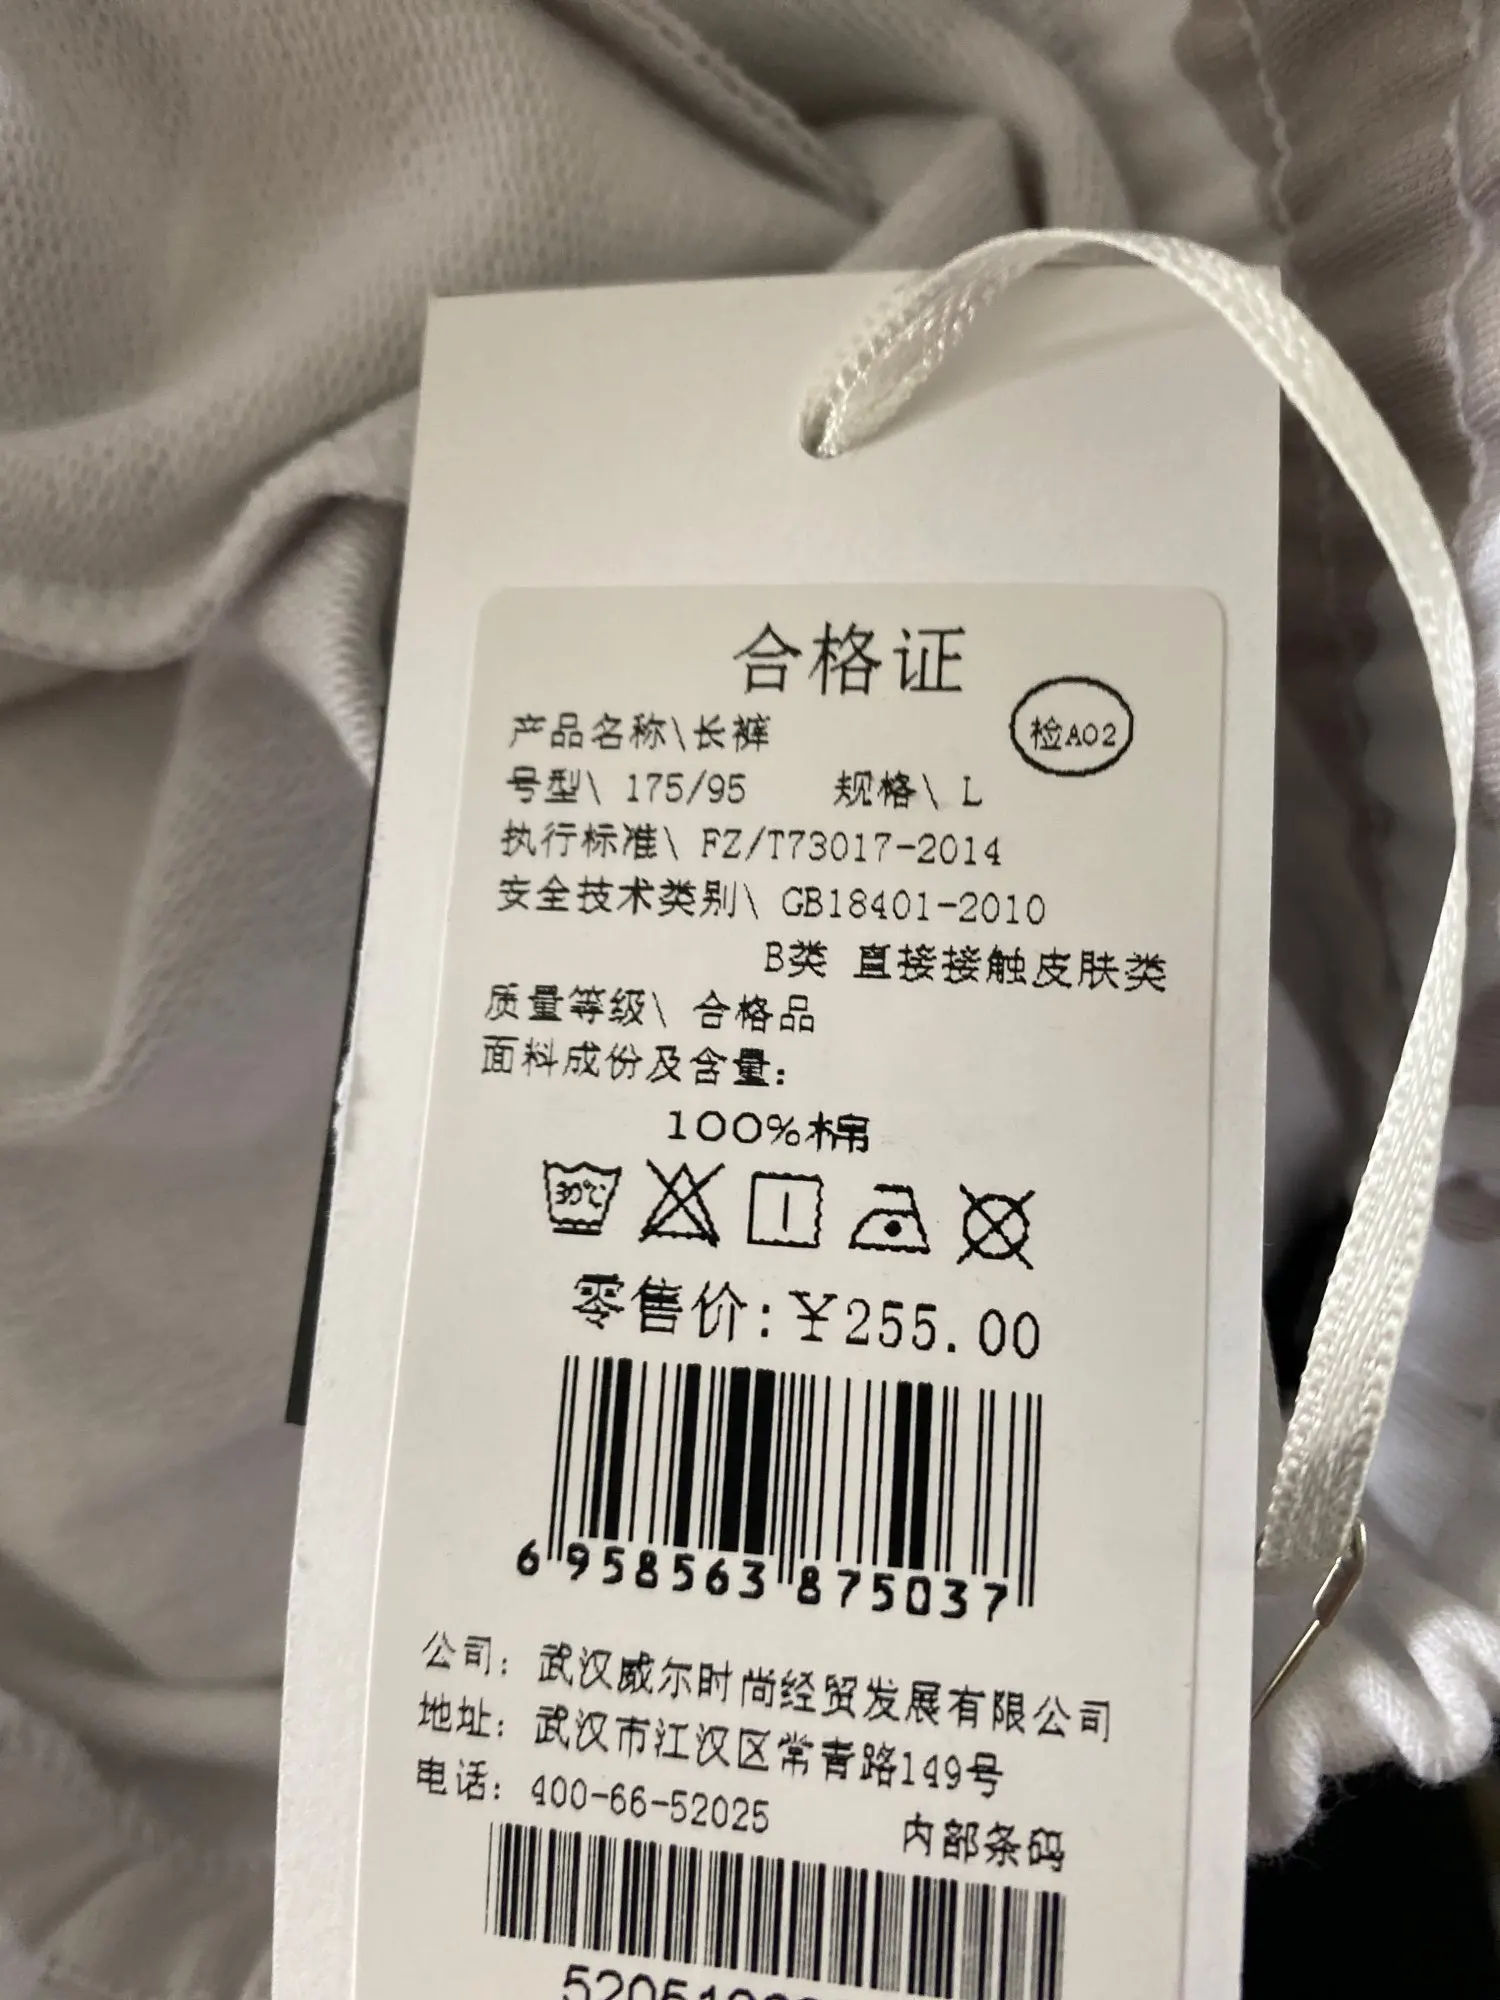 合格证
检A02
产品名称\长裤
号型\ 175/95 规格\ L
执行标准\ FZ/T73017-2014
安全技术类别\ GB18401-2010
B类 直接接触皮肤类
质量等级\ 合格品
面料成份及含量:
100%棉
30℃
零售价:¥255.00
6 958563 875037
公司: 武汉威尔时尚经贸发展有限公司
地址: 武汉市江汉区常青路149号
电话: 400-66-52025
内部条码